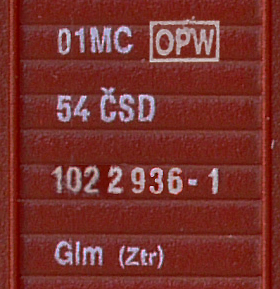 01MC OPW
54 ČSD
102 2 936-1
Glm (Ztr)